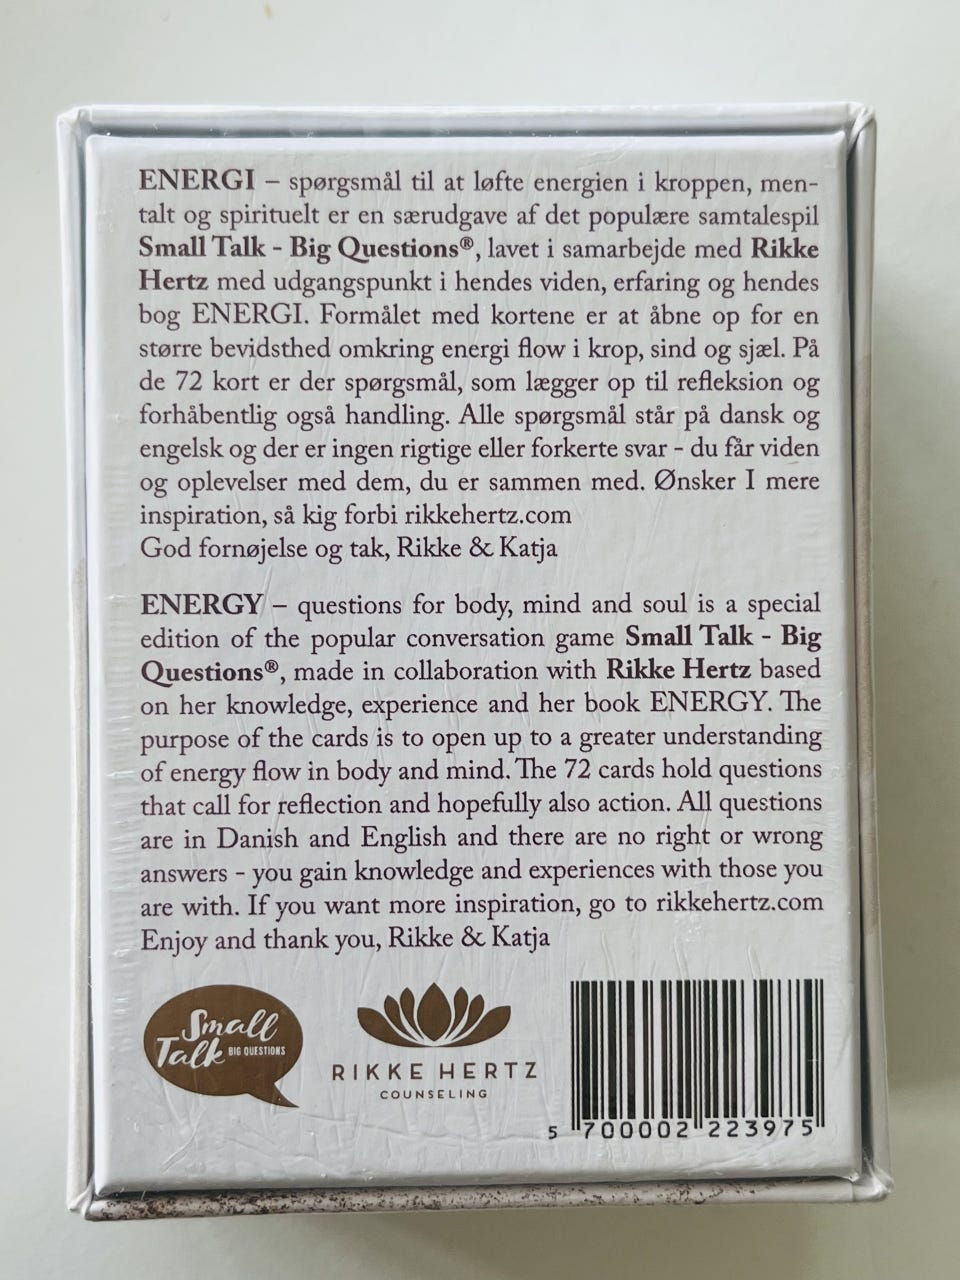 ENERGI – spørgsmål til at løfte energien i kroppen, men-
talt og spirituelt er en særudgave af det populære samtalespil
Small Talk - Big Questions®, lavet i samarbejde med Rikke
Hertz med udgangspunkt i hendes viden, erfaring og hendes
bog ENERGI. Formålet med kortene er at åbne op for en
større bevidsthed omkring energi flow i krop, sind og sjæl. På
de 72 kort er der spørgsmål, som lægger op til refleksion og
forhåbentlig også handling. Alle spørgsmål står på dansk og
engelsk og der er ingen rigtige eller forkerte svar - du får viden
og oplevelser med dem, du er sammen med. Ønsker I mere
inspiration, så kig forbi rikkehertz.com
God fornøjelse og tak, Rikke & Katja
ENERGY – questions for body, mind and soul is a special
edition of the popular conversation game Small Talk - Big
Questions®, made in collaboration with Rikke Hertz based
on her knowledge, experience and her book ENERGY. The
purpose of the cards is to open up to a greater understanding
of energy flow in body and mind. The 72 cards hold questions
that call for reflection and hopefully also action. All questions
are in Danish and English and there are no right or wrong
answers - you gain knowledge and experiences with those you
are with. If you want more inspiration, go to rikkehertz.com
Enjoy and thank you, Rikke & Katja
Small
Talk BIG QUESTIONS
RIKKE HERTZ
COUNSELING
5 700002 223975